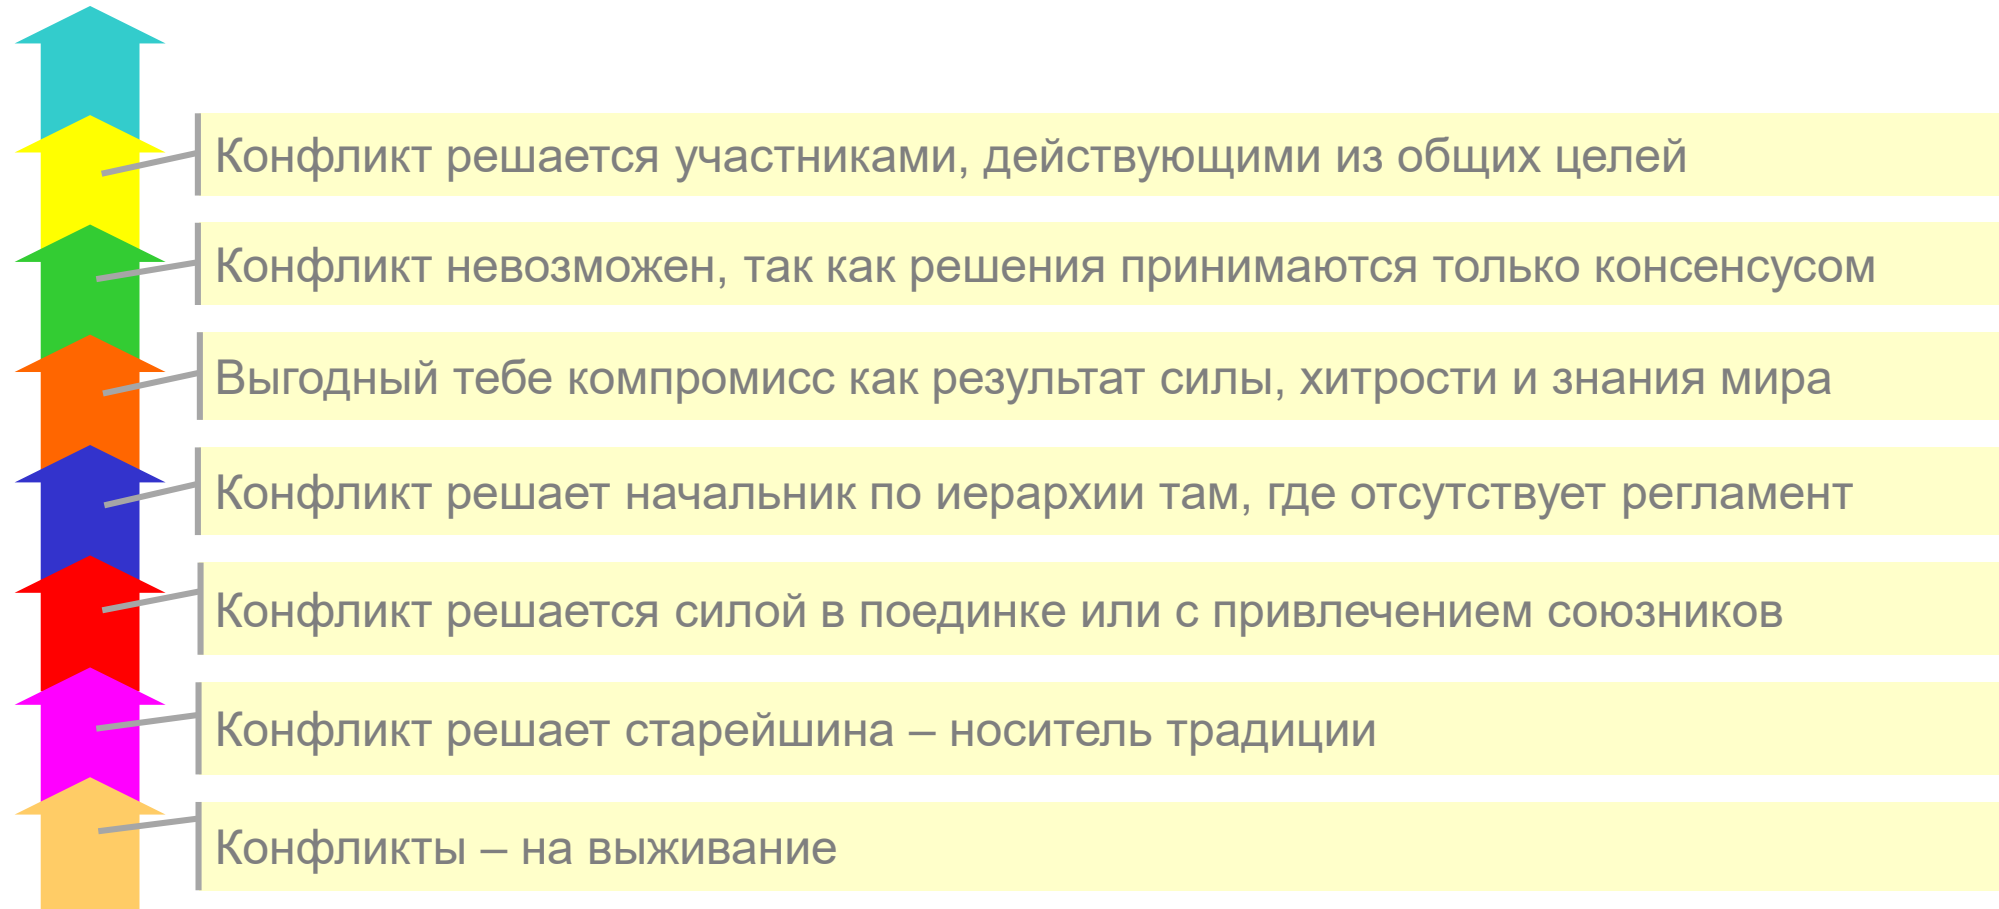 Конфликт решается участниками, действующими из общих целей
Конфликт невозможен, так как решения принимаются только консенсусом
Выгодный тебе компромисс как результат силы, хитрости и знания мира
Конфликт решает начальник по иерархии там, где отсутствует регламент
Конфликт решается силой в поединке или с привлечением союзников
Конфликт решает старейшина – носитель традиции
Конфликты – на выживание